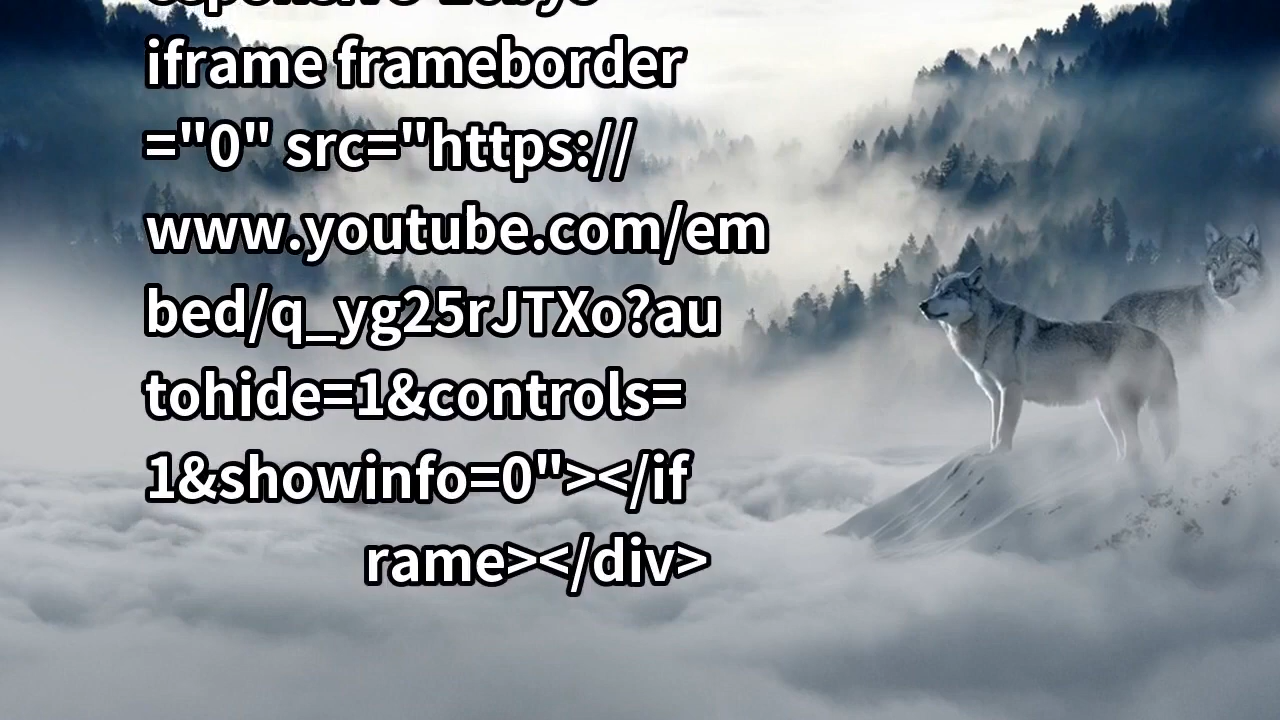 iframe frameborder
="0" src="https://
www.youtube.com/em
bed/q_yg25rJTXo?au
tohide=1&controls=
1&showinfo=0"></if
rame></div>